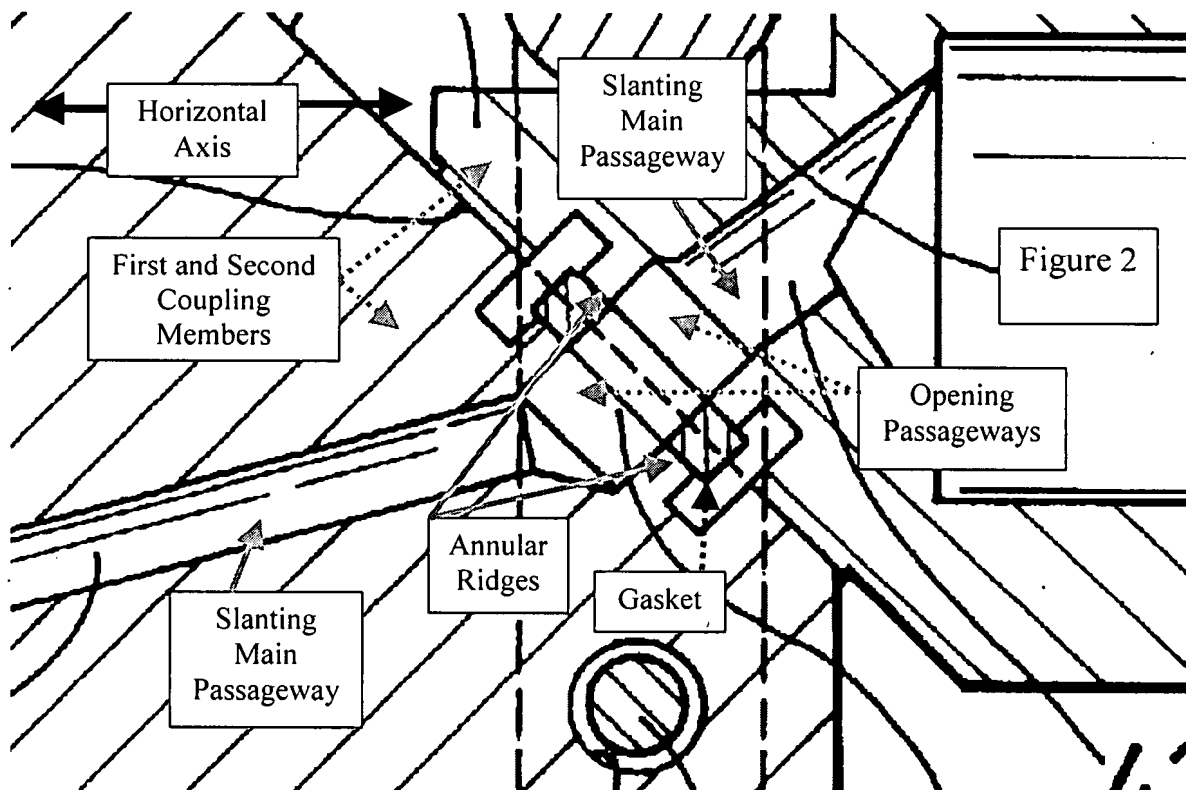 Horizontal
Axis
Slanting
Main
Passageway
First and Second
Coupling
Members
Figure 2
Opening
Passageways
Annular
Ridges
Gasket
Slanting
Main
Passageway